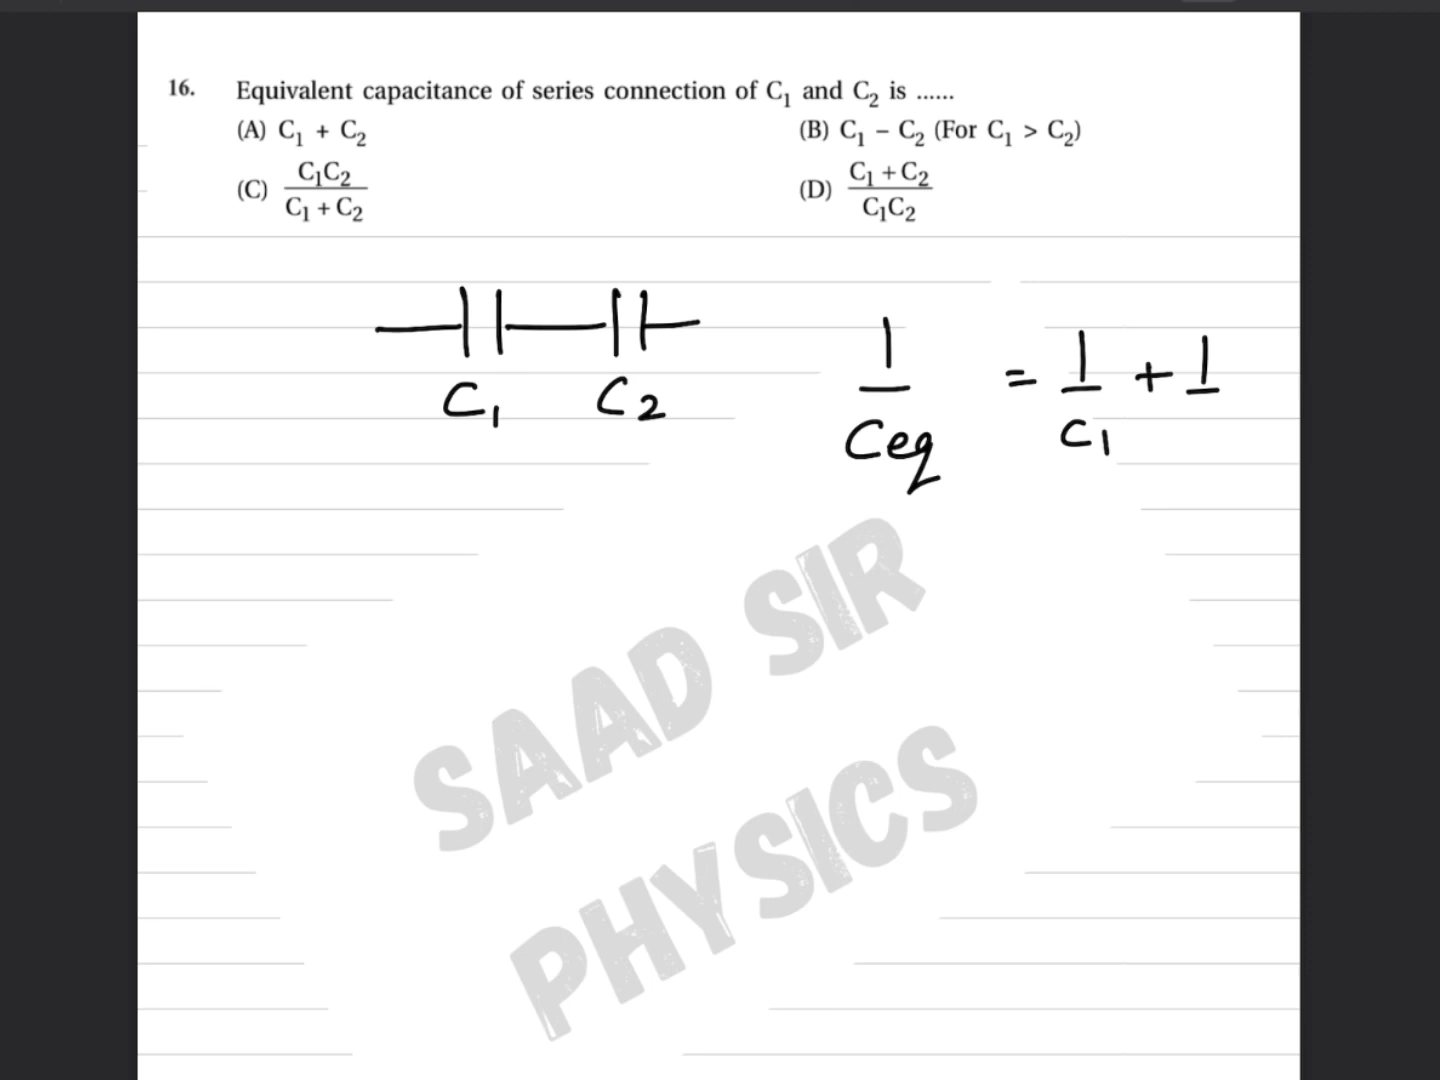 16. Equivalent capacitance of series connection of C₁ and C₂ is ......
(A) C₁ + C₂ (B) C₁ − C₂ (For C₁ > C₂)
(C) C₁C₂ / C₁ + C₂ (D) C₁ + C₂ / C₁C₂
C₁ C₂
1/Ceq = 1/C₁ + 1
SAAD SIR
PHYSICS